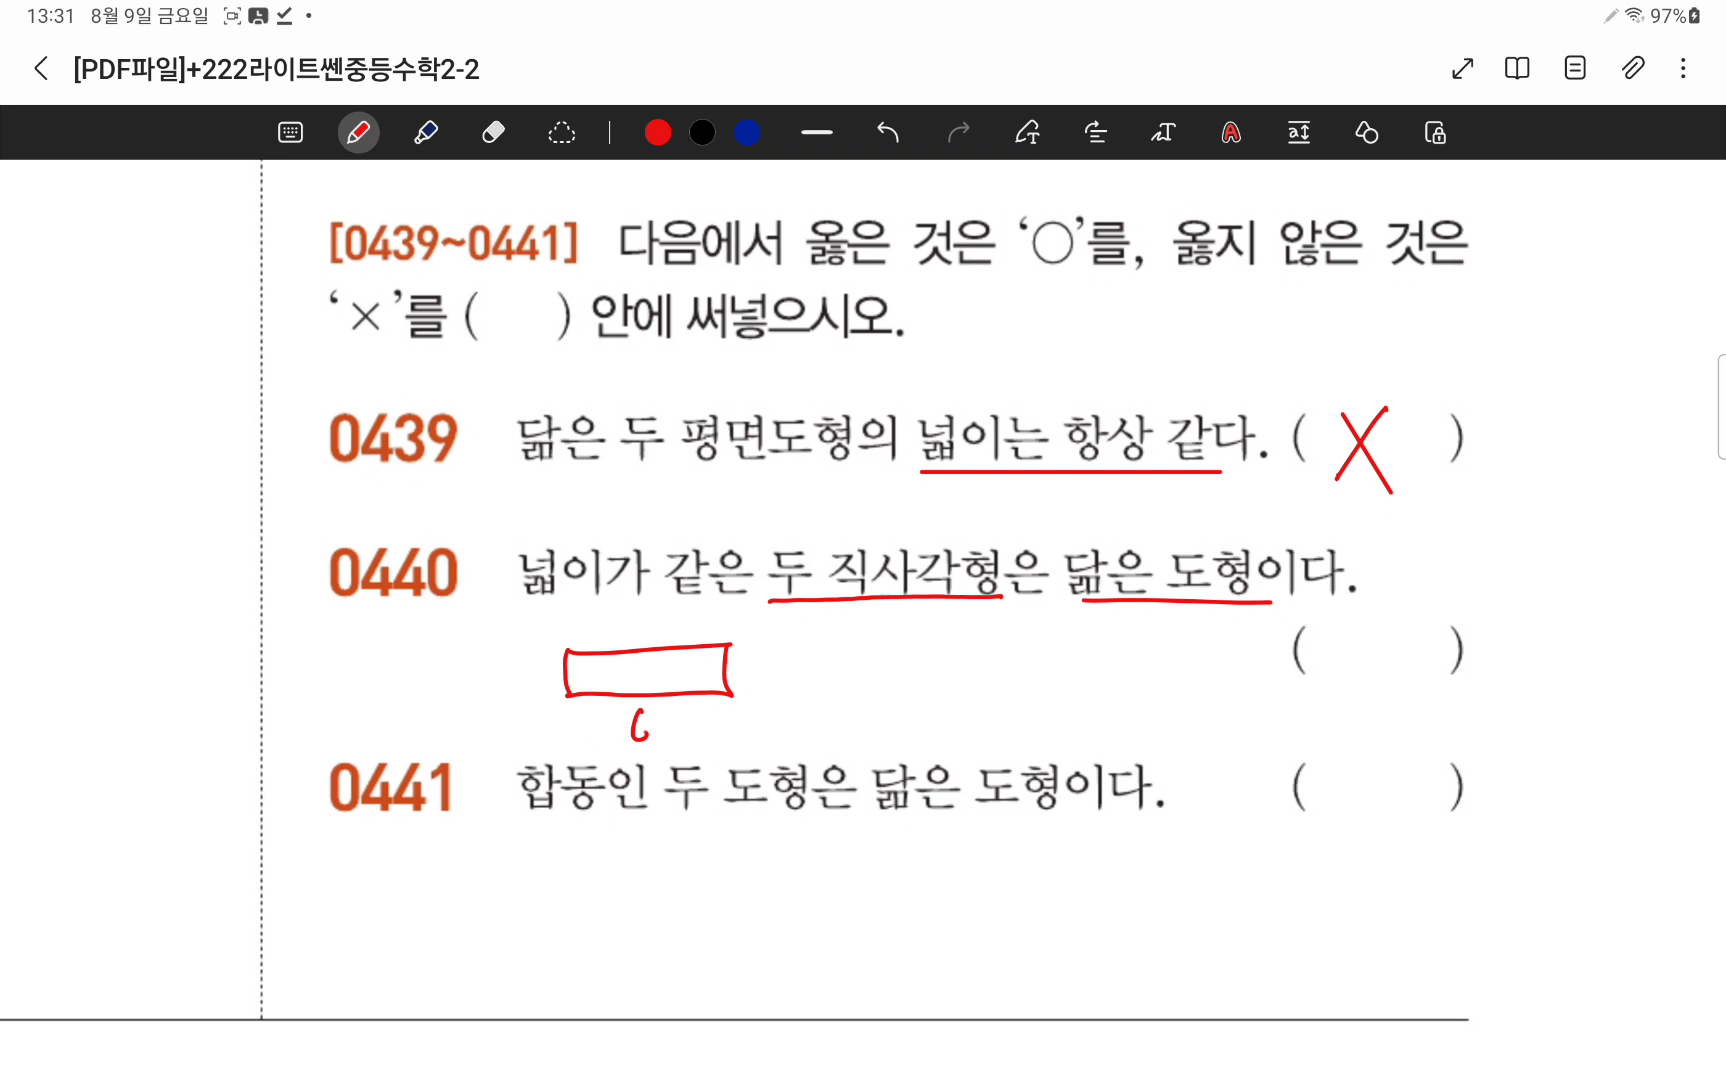 13:31 8월 9일 금요일
97%
[PDF파일]+222라이트쎈중등수학2-2
[0439~0441] 다음에서 옳은 것은 ‘○’를, 옳지 않은 것은
‘×’를 ( ) 안에 써넣으시오.
0439 닮은 두 평면도형의 넓이는 항상 같다. ( X )
0440 넓이가 같은 두 직사각형은 닮은 도형이다.
( )
6
0441 합동인 두 도형은 닮은 도형이다. ( )